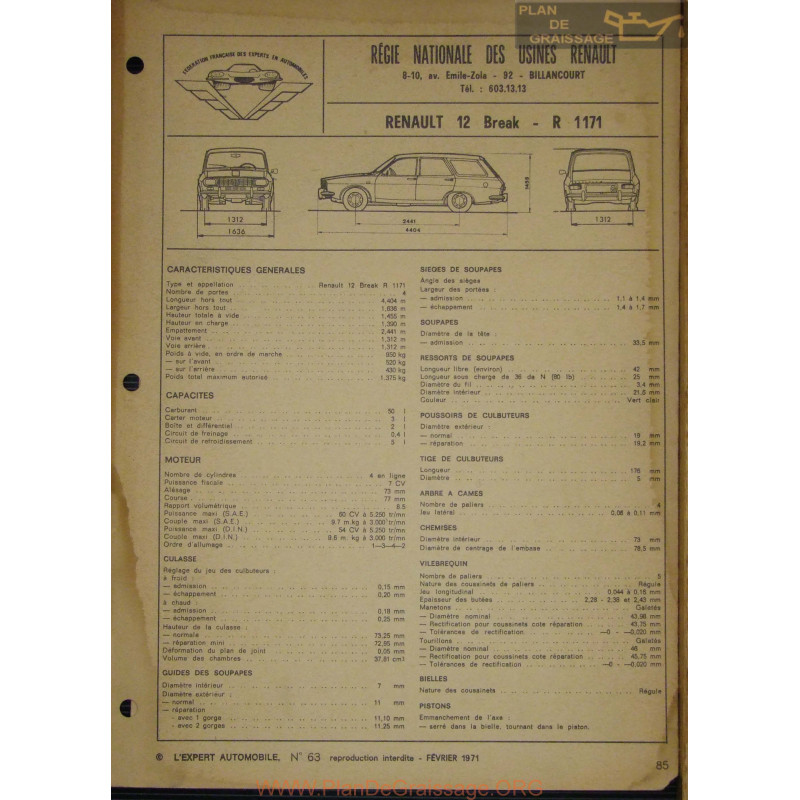 PLAN
DE
GRAISSAGE
FÉDÉRATION FRANÇAISE DES EXPERTS EN AUTOMOBILES
RÉGIE NATIONALE DES USINES RENAULT
8-10, av. Emile-Zola - 92 - BILLANCOURT
Tél. : 603.13.13
RENAULT 12 Break - R 1171
1312
1636
2441
4404
1455
1312
CARACTERISTIQUES GENERALES
Type et appellation Renault 12 Break R 1171
Nombre de portes 4
Longueur hors tout 4,404 m
Largeur hors tout 1,636 m
Hauteur totale à vide 1,455 m
Hauteur en charge 1,390 m
Empattement 2,441 m
Voie avant 1,312 m
Voie arrière 1,312 m
Poids à vide, en ordre de marche 950 kg
— sur l'avant 520 kg
— sur l'arrière 430 kg
Poids total maximum autorisé 1.375 kg
CAPACITES
Carburant 50 l
Carter moteur 3 l
Boîte et différentiel 2 l
Circuit de freinage 0,4 l
Circuit de refroidissement 5 l
MOTEUR
Nombre de cylindres 4 en ligne
Puissance fiscale 7 CV
Alésage 73 mm
Course 77 mm
Rapport volumétrique 8.5
Puissance maxi (S.A.E.) 60 CV à 5.250 tr/mn
Couple maxi (S.A.E.) 9.7 m.kg à 3.000 tr/mn
Puissance maxi (D.I.N.) 54 CV à 5.250 tr/mn
Couple maxi (D.I.N.) 9.6 m. kg à 3.000 tr/mn
Ordre d'allumage 1—3—4—2
CULASSE
Réglage du jeu des culbuteurs :
à froid :
— admission 0,15 mm
— échappement 0,20 mm
à chaud :
— admission 0,18 mm
— échappement 0,25 mm
Hauteur de la culasse :
— normale 73,25 mm
— réparation mini 72,95 mm
Déformation du plan de joint 0,05 mm
Volume des chambres 37,81 cm3
GUIDES DES SOUPAPES
Diamètre intérieur 7 mm
Diamètre extérieur :
— normal 11 mm
— réparation
- avec 1 gorge 11,10 mm
- avec 2 gorges 11,25 mm
SIEGES DE SOUPAPES
Angle des sièges
Largeur des portées :
— admission 1,1 à 1,4 mm
— échappement 1,4 à 1,7 mm
SOUPAPES
Diamètre de la tête :
— admission 33,5 mm
RESSORTS DE SOUPAPES
Longueur libre (environ) 42 mm
Longueur sous charge de 36 da N (80 lb) 25 mm
Diamètre du fil 3,4 mm
Diamètre intérieur 21,6 mm
Couleur Vert clair
POUSSOIRS DE CULBUTEURS
Diamètre extérieur :
— normal 19 mm
— réparation 19,2 mm
TIGE DE CULBUTEURS
Longueur 176 mm
Diamètre 5 mm
ARBRE A CAMES
Nombre de paliers 4
Jeu latéral 0,06 à 0,11 mm
CHEMISES
Diamètre intérieur 73 mm
Diamètre de centrage de l'embase 78,5 mm
VILEBREQUIN
Nombre de paliers 5
Nature des coussinets de paliers Régule
Jeu longitudinal 0,044 à 0,16 mm
Epaisseur des butées 2,28 - 2,38 et 2,43 mm
Manetons Galetés
— Diamètre nominal 43,98 mm
— Rectification pour coussinets cote réparation 43,75 mm
— Tolérances de rectification —0 - —0,020 mm
Tourillons Galetés
— Diamètre nominal 46 mm
— Rectification pour coussinets cote réparation 45,75 mm
— Tolérances de rectification —0 - —0.020 mm
BIELLES
Nature des coussinets Régule
PISTONS
Emmanchement de l'axe :
— serré dans la bielle, tournant dans le piston.
© L'EXPERT AUTOMOBILE, N° 63 reproduction interdite - FÉVRIER 1971
85
www.PlanDeGraissage.ORG